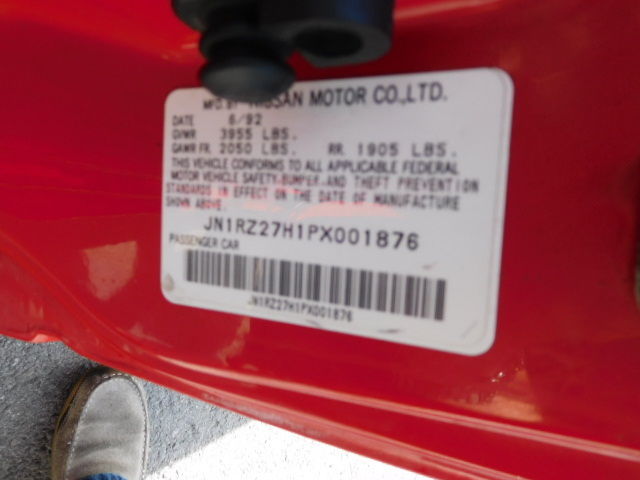 MFD. BY NISSAN MOTOR CO.,LTD.
DATE 6/92
GVWR 3955 LBS.
GAWR FR. 2050 LBS. RR. 1905 LBS.
THIS VEHICLE CONFORMS TO ALL APPLICABLE FEDERAL
MOTOR VEHICLE SAFETY-BUMPER,AND THEFT PREVENTION
STANDARDS IN EFFECT ON THE DATE OF MANUFACTURE
SHOWN ABOVE.
JN1RZ27H1PX001876
PASSENGER CAR
JN1RZ27H1PX001876